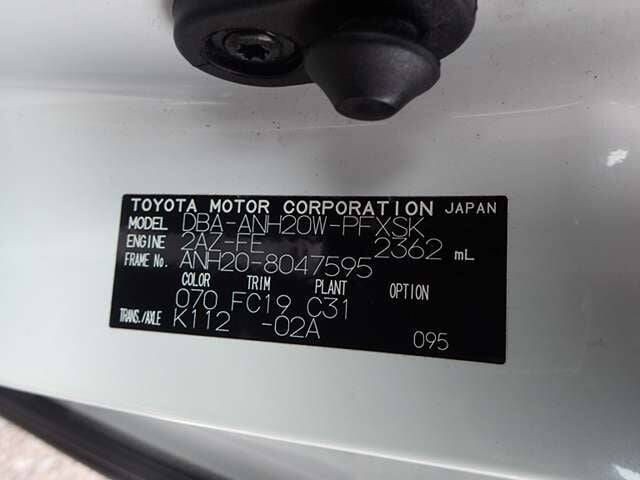 TOYOTA MOTOR CORPORATION JAPAN
MODEL DBA-ANH20W-PFXSK
ENGINE 2AZ-FE 2362 mL
FRAME No. ANH20-8047595
COLOR TRIM PLANT OPTION
070 FC19 C31
TRANS./AXLE K112 -02A
095